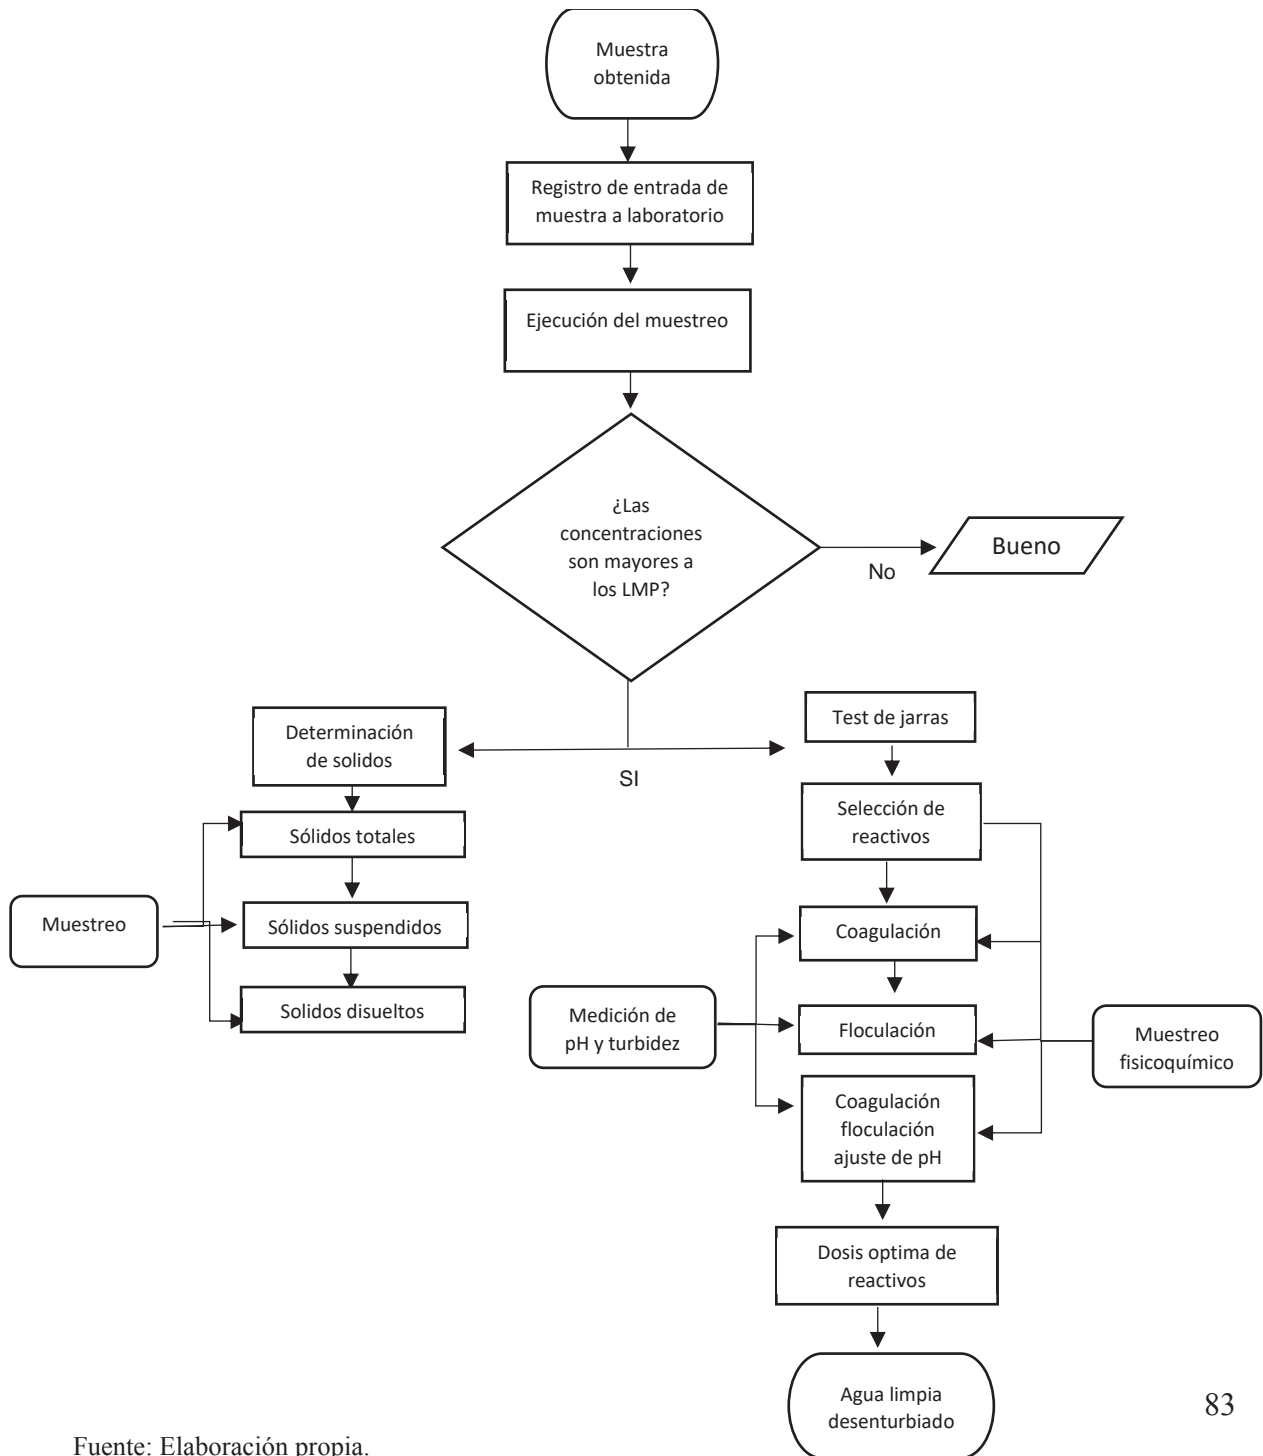 Muestra
obtenida
Registro de entrada de
muestra a laboratorio
Ejecución del muestreo
¿Las
concentraciones
son mayores a
los LMP?
No
Bueno
SI
Determinación
de solidos
Sólidos totales
Muestreo
Sólidos suspendidos
Solidos disueltos
Test de jarras
Selección de
reactivos
Coagulación
Medición de
pH y turbidez
Floculación
Muestreo
fisicoquímico
Coagulación
floculación
ajuste de pH
Dosis optima de
reactivos
Agua limpia
desenturbiado
83
Fuente: Elaboración propia.